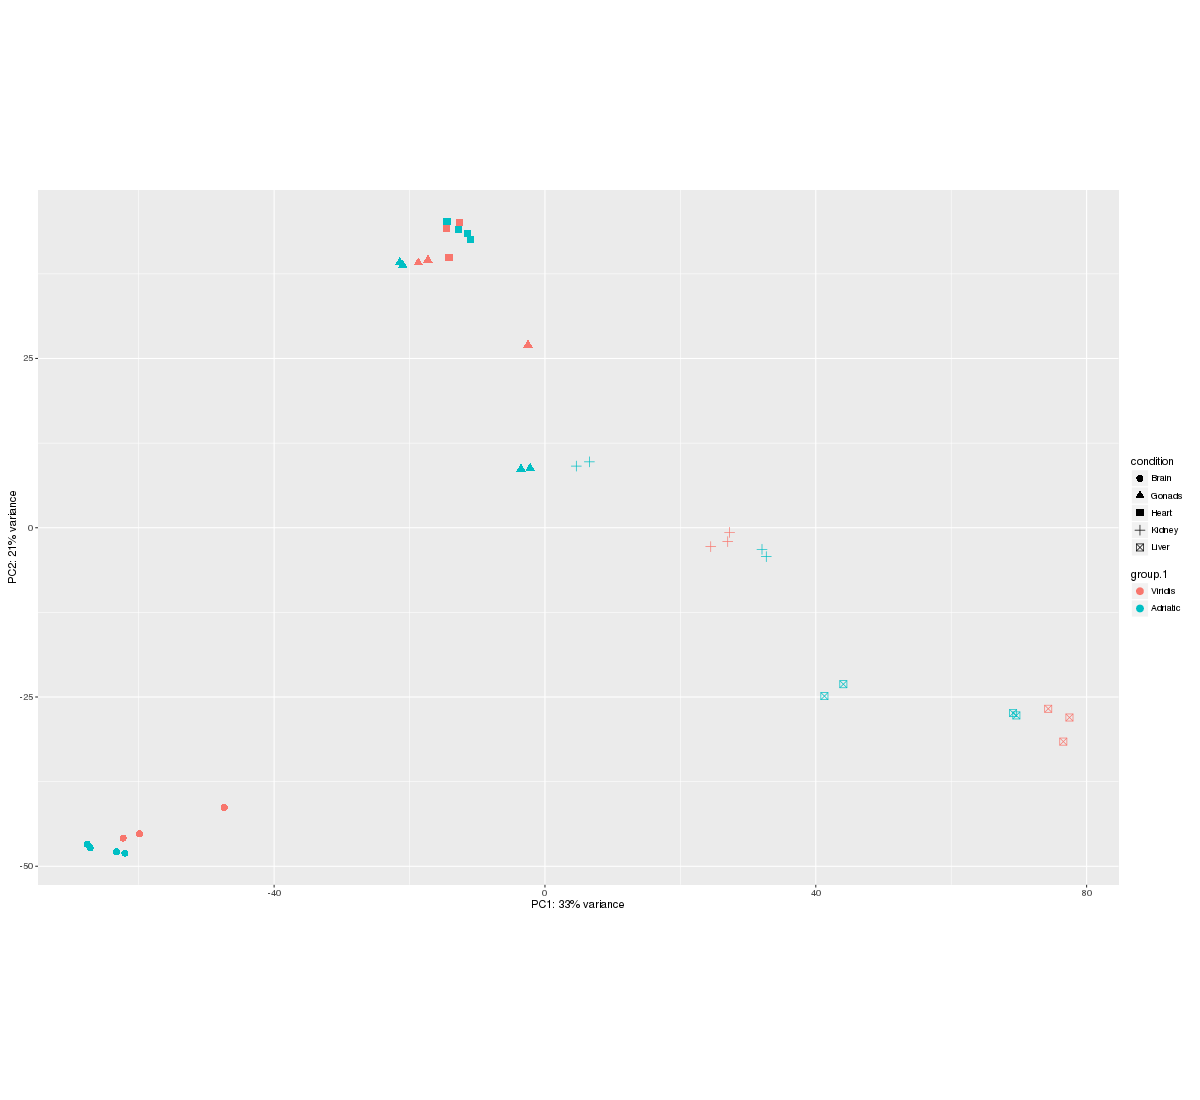 25
0
-25
-50
PC2: 21% variance
-40
0
40
80
PC1: 33% variance
condition
Brain
Gonads
Heart
Kidney
Liver
group.1
Viridis
Adriatic